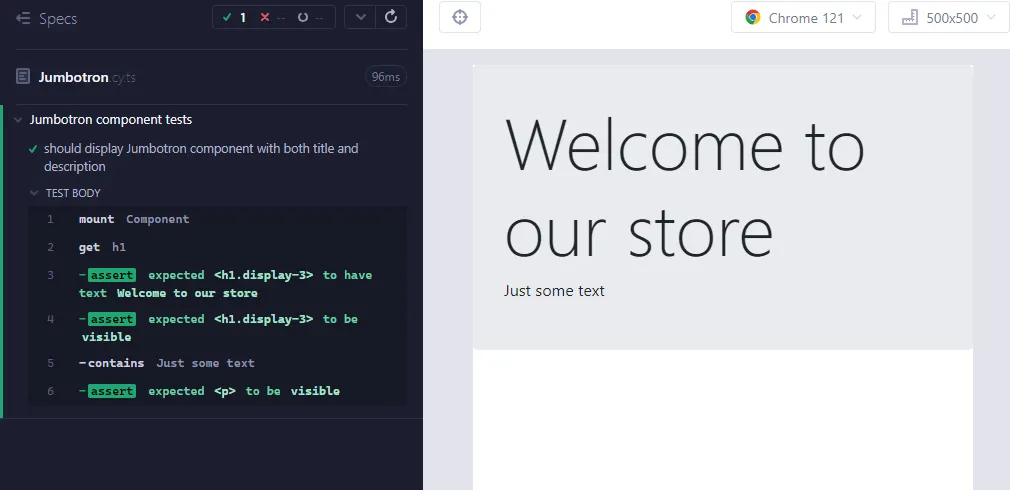 Specs
1 -- --
Jumbotron cy.ts
96ms
Jumbotron component tests
should display Jumbotron component with both title and
description
TEST BODY
1 mount Component
2 get h1
3 -assert expected <h1.display-3> to have
text Welcome to our store
4 -assert expected <h1.display-3> to be
visible
5 -contains Just some text
6 -assert expected <p> to be visible
Chrome 121
500x500
Welcome to
our store
Just some text